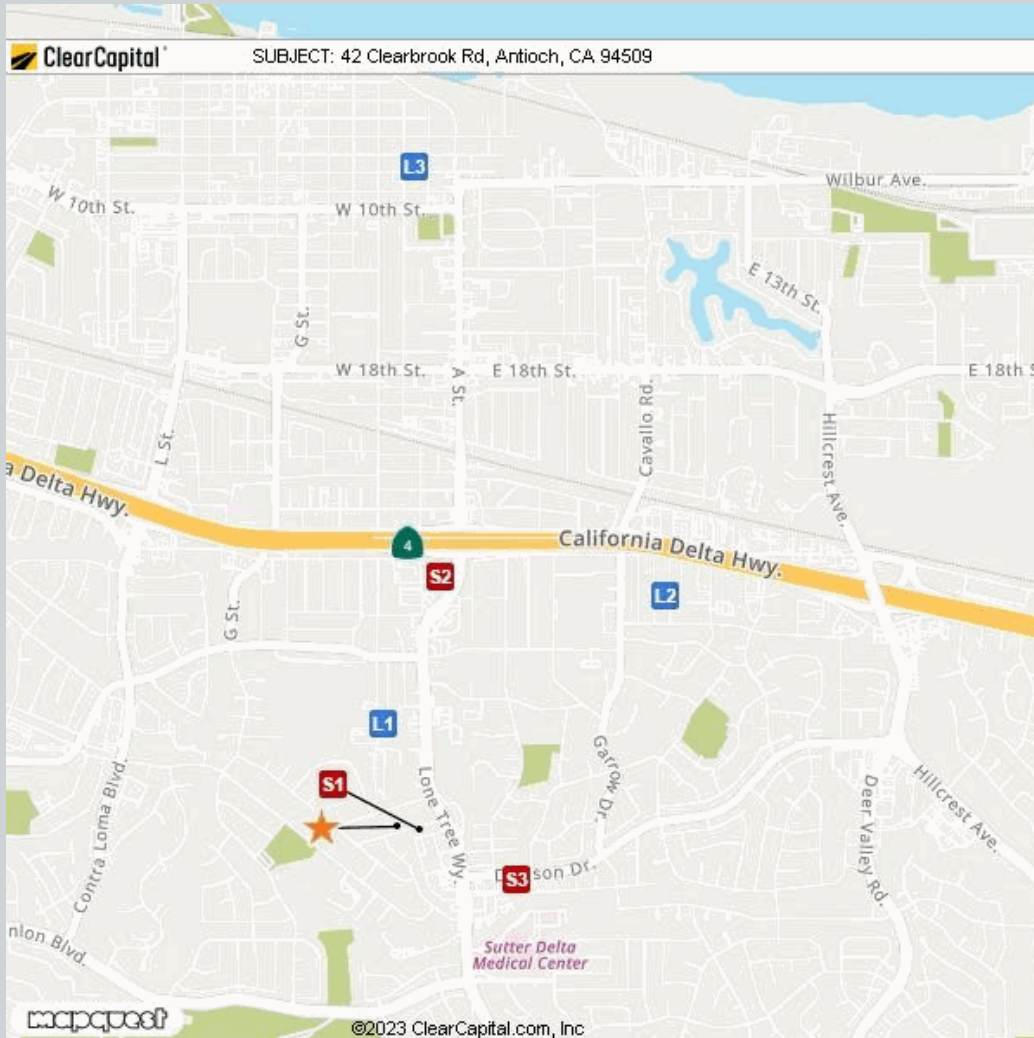 ClearCapital SUBJECT: 42 Clearbrook Rd, Antioch, CA 94509
L3
Wilbur Ave.
W 10th St.
W 10th St.
E 13th St.
G St.
W 18th St.
A St.
E 18th St.
E 18th S
Cavallo Rd.
L St.
Hillcrest Ave.
a Delta Hwy.
4
California Delta Hwy.
S2
L2
G St.
L1
Garrow Dr.
Lone Tree Wy.
S1
Contra Loma Blvd.
Hillcrest Ave.
Deer Valley Rd.
S3
son Dr.
nlon Blvd.
Sutter Delta
Medical Center
mapquest
©2023 ClearCapital.com, Inc